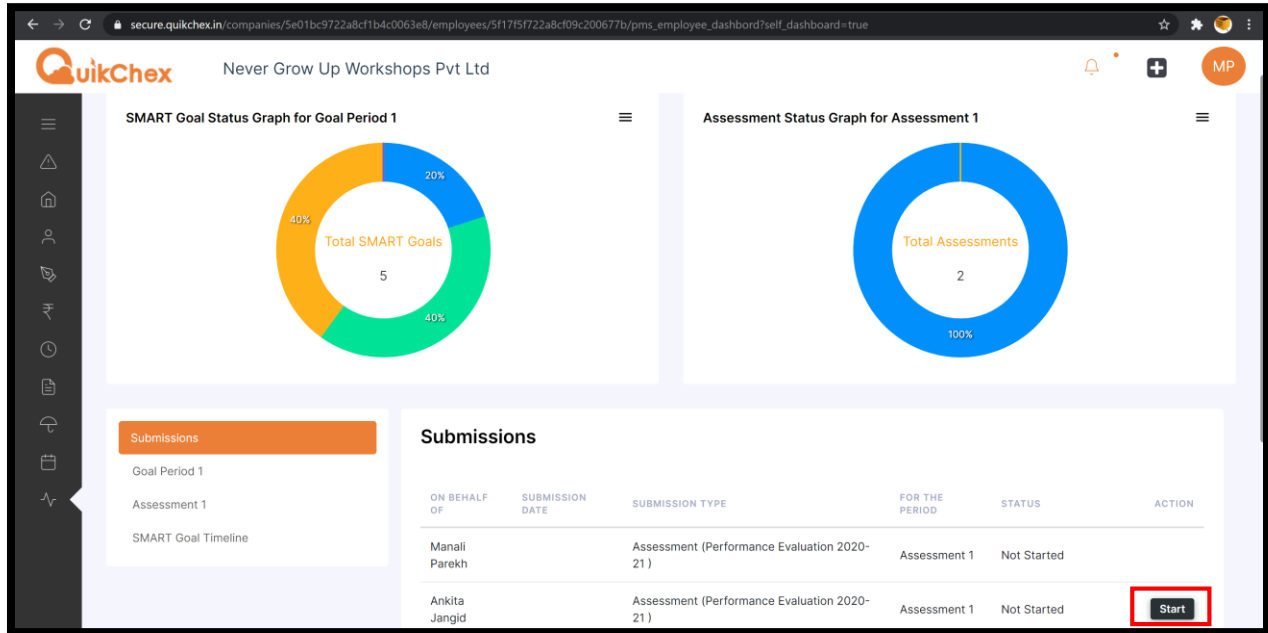 secure.quikchex.in/companies/5e01bc9722a8cf1b4c0063e8/employees/5f17f5f722a8cf09c200677b/pms_employee_dashbord?self_dashboard=true
QuikChex
Never Grow Up Workshops Pvt Ltd
MP
SMART Goal Status Graph for Goal Period 1
20%
40%
Total SMART Goals
5
40%
Assessment Status Graph for Assessment 1
Total Assessments
2
100%
Submissions
Goal Period 1
Assessment 1
SMART Goal Timeline
Submissions
ON BEHALF OF SUBMISSION DATE SUBMISSION TYPE FOR THE PERIOD STATUS ACTION
Manali Parekh Assessment (Performance Evaluation 2020-21 ) Assessment 1 Not Started
Ankita Jangid Assessment (Performance Evaluation 2020-21 ) Assessment 1 Not Started Start